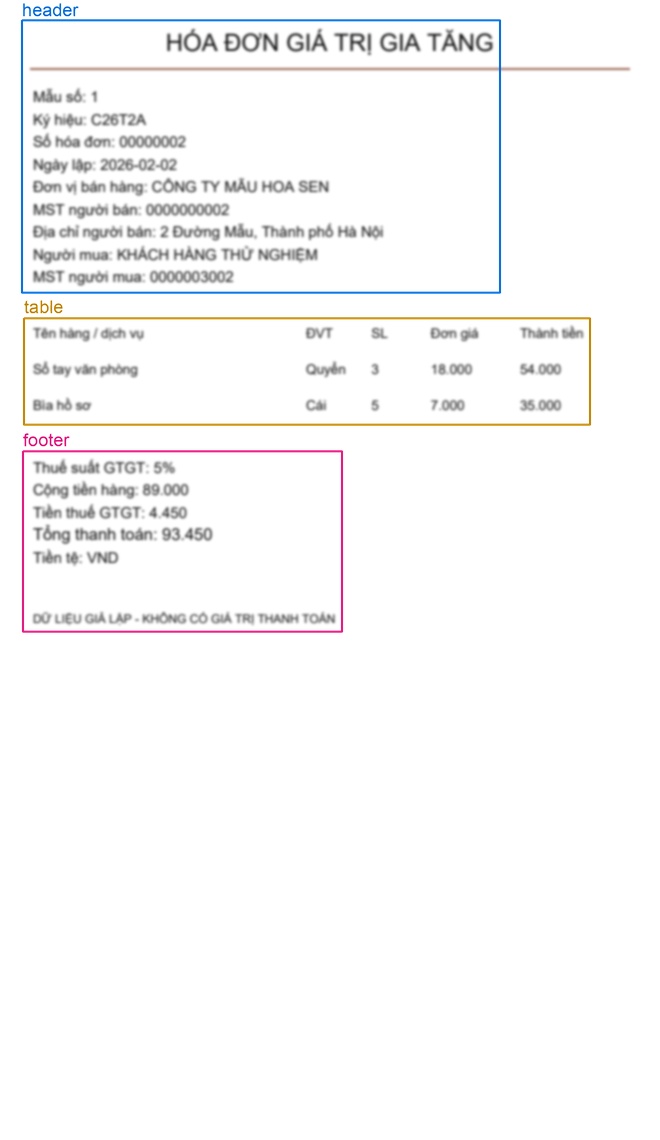 header
HÓA ĐƠN GIÁ TRỊ GIA TĂNG
Mẫu số: 1
Ký hiệu: C26T2A
Số hóa đơn: 00000002
Ngày lập: 2026-02-02
Đơn vị bán hàng: CÔNG TY MẪU HOA SEN
MST người bán: 0000000002
Địa chỉ người bán: 2 Đường Mẫu, Thành phố Hà Nội
Người mua: KHÁCH HÀNG THỬ NGHIỆM
MST người mua: 0000003002
table
Tên hàng / dịch vụ ĐVT SL Đơn giá Thành tiền
Sổ tay văn phòng Quyển 3 18.000 54.000
Bìa hồ sơ Cái 5 7.000 35.000
footer
Thuế suất GTGT: 5%
Cộng tiền hàng: 89.000
Tiền thuế GTGT: 4.450
Tổng thanh toán: 93.450
Tiền tệ: VND
DỮ LIỆU GIẢ LẬP - KHÔNG CÓ GIÁ TRỊ THANH TOÁN